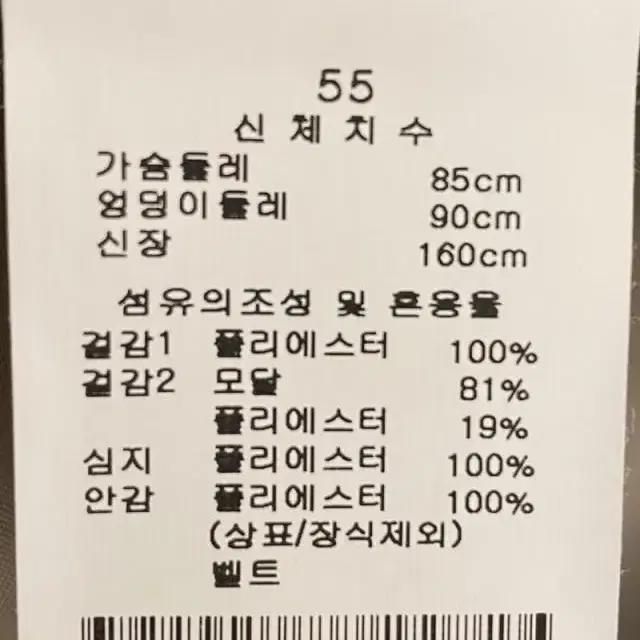 55
신체치수
가슴둘레 85cm
엉덩이둘레 90cm
신장 160cm
섬유의조성 및 혼용율
겉감1 폴리에스터 100%
겉감2 모달 81%
폴리에스터 19%
심지 폴리에스터 100%
안감 폴리에스터 100%
(상표/장식제외)
벨트